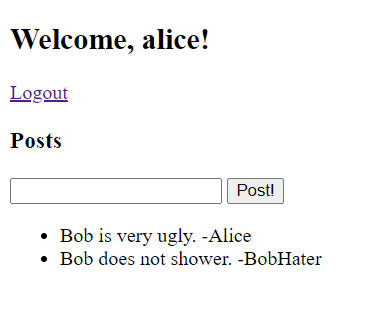 Welcome, alice!
Logout
Posts
Post!
Bob is very ugly. -Alice
Bob does not shower. -BobHater